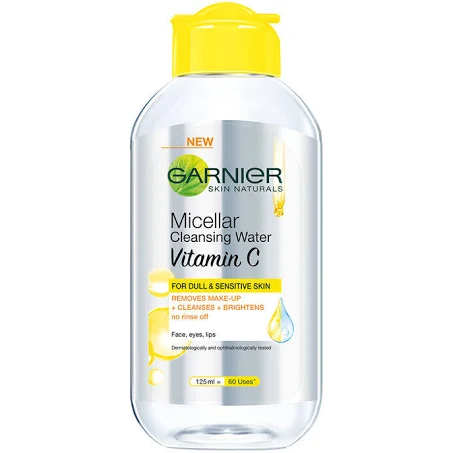 NEW
GARNIER
SKIN NATURALS
Micellar
Cleansing Water
Vitamin C
FOR DULL & SENSITIVE SKIN
REMOVES MAKE-UP
+ CLEANSES + BRIGHTENS
no rinse off
Face, eyes, lips
Dermatologically and ophthalmologically tested
125ml = 60 Uses*